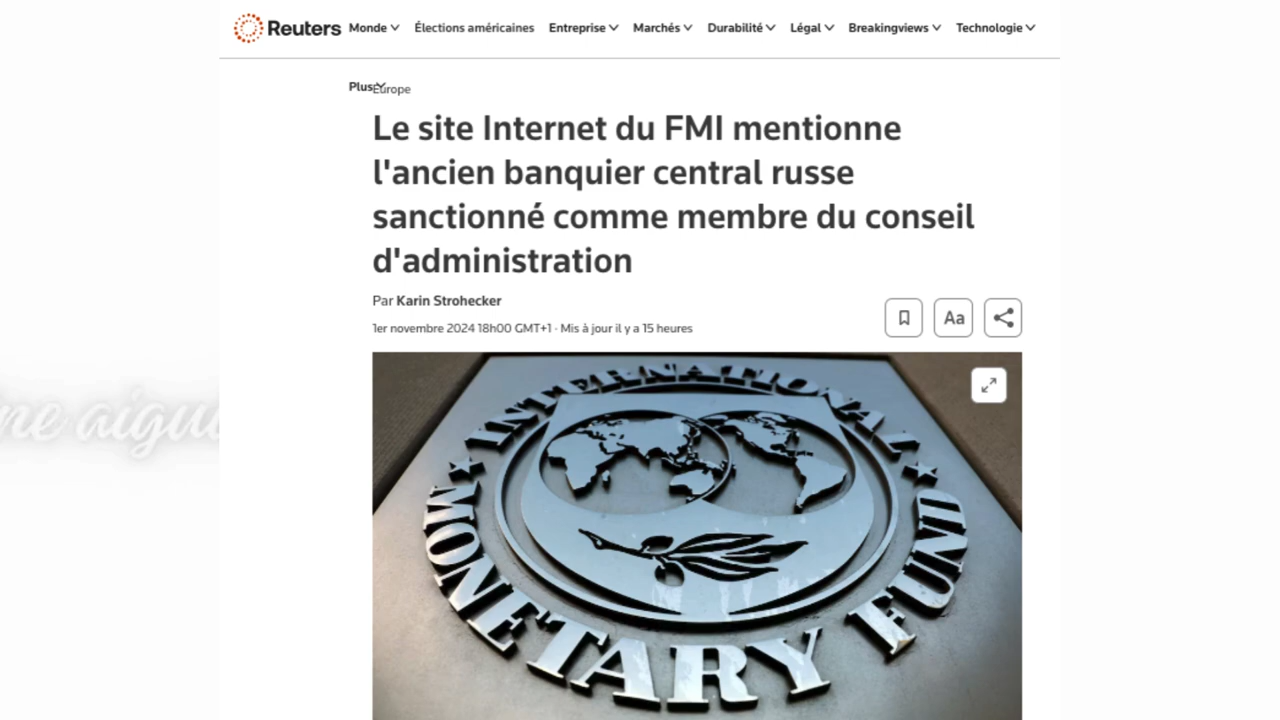 Reuters Monde Élections américaines Entreprise Marchés Durabilité Légal Breakingviews Technologie
Plus
Europe
Le site Internet du FMI mentionne
l'ancien banquier central russe
sanctionné comme membre du conseil
d'administration
Par Karin Strohecker
1er novembre 2024 18h00 GMT+1 · Mis à jour il y a 15 heures
Aa
INTERNATIONAL
MONETARY FUND